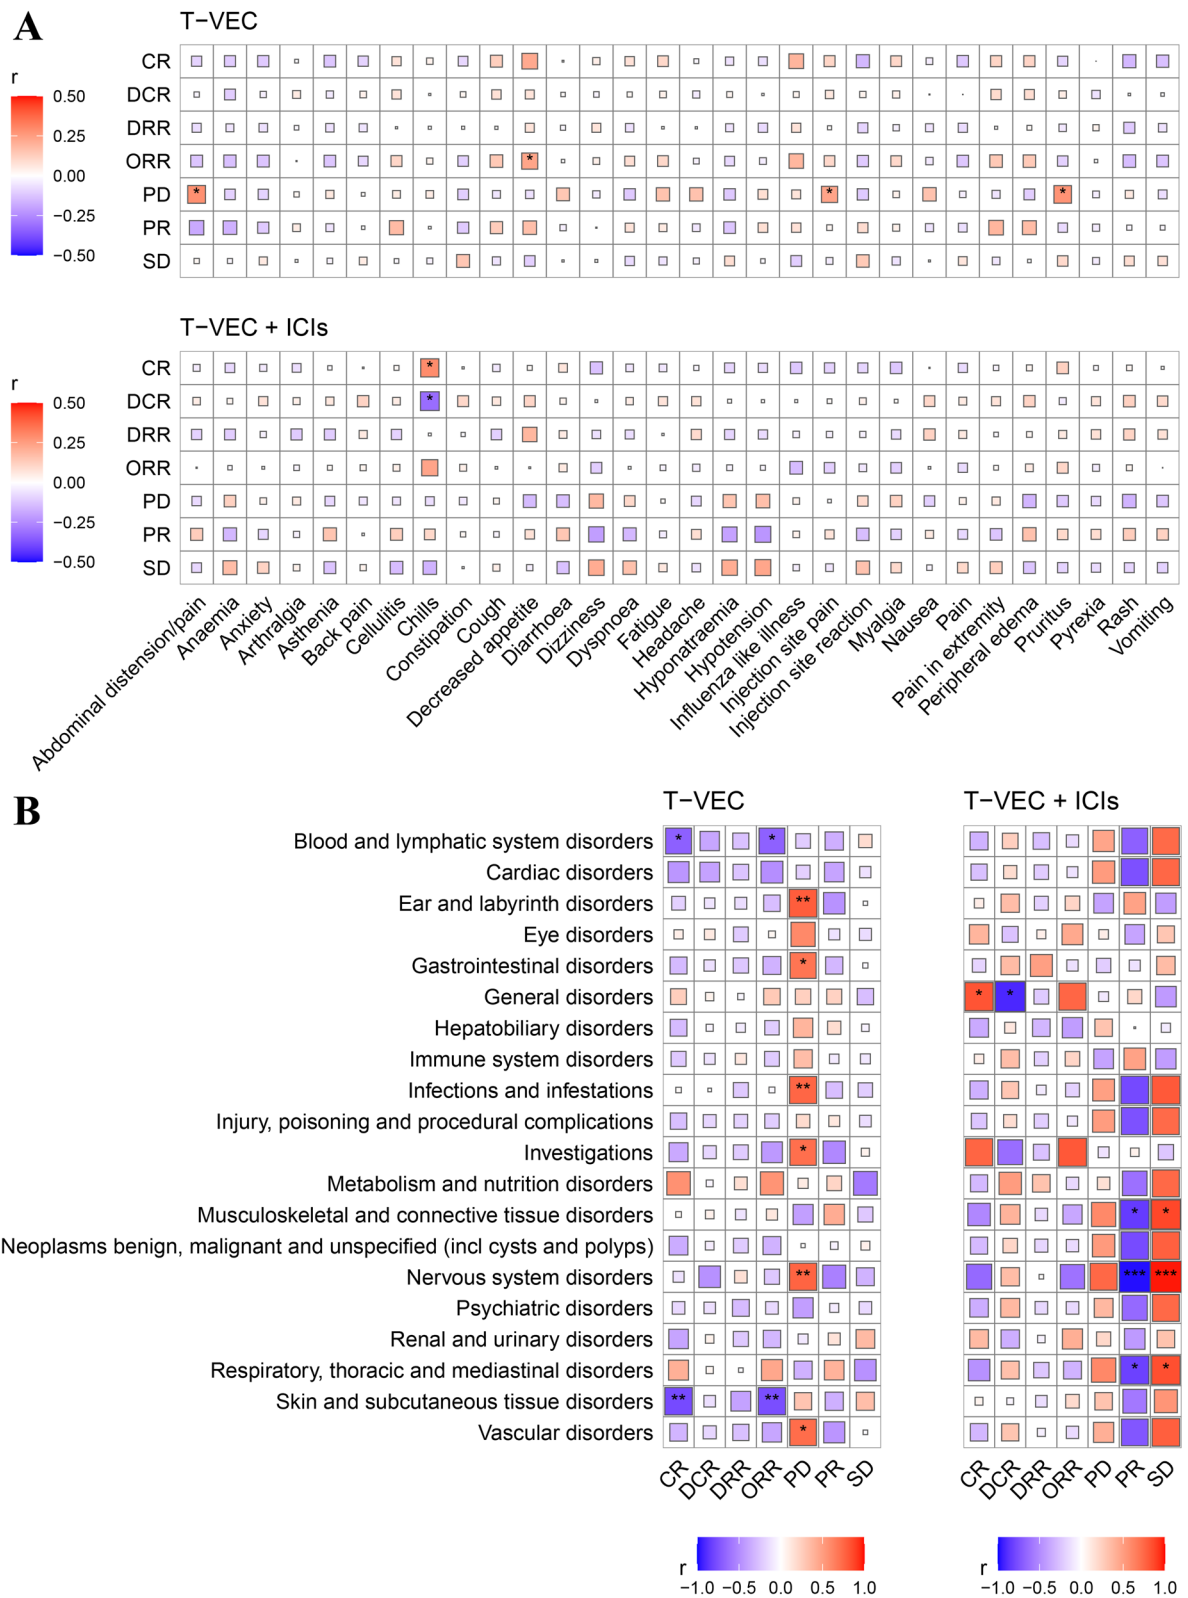 A
T−VEC
r
0.50
0.25
0.00
−0.25
−0.50
CR
DCR
DRR
ORR
*
PD
* * *
PR
SD
T−VEC + ICIs
r
0.50
0.25
0.00
−0.25
−0.50
CR
*
DCR
*
DRR
ORR
PD
PR
SD
Abdominal distension/pain
Anaemia
Anxiety
Arthralgia
Asthenia
Back pain
Cellulitis
Chills
Constipation
Cough
Decreased appetite
Diarrhoea
Dizziness
Dyspnoea
Fatigue
Headache
Hyponatraemia
Hypotension
Influenza like illness
Injection site pain
Injection site reaction
Myalgia
Nausea
Pain
Pain in extremity
Peripheral edema
Pruritus
Pyrexia
Rash
Vomiting
B
T−VEC
T−VEC + ICIs
Blood and lymphatic system disorders
* *
Cardiac disorders
Ear and labyrinth disorders
**
Eye disorders
Gastrointestinal disorders
*
General disorders
* *
Hepatobiliary disorders
Immune system disorders
Infections and infestations
**
Injury, poisoning and procedural complications
Investigations
*
Metabolism and nutrition disorders
Musculoskeletal and connective tissue disorders
* *
Neoplasms benign, malignant and unspecified (incl cysts and polyps)
Nervous system disorders
** *** ***
Psychiatric disorders
Renal and urinary disorders
Respiratory, thoracic and mediastinal disorders
* *
Skin and subcutaneous tissue disorders
** **
Vascular disorders
*
CR
DCR
DRR
ORR
PD
PR
SD
CR
DCR
DRR
ORR
PD
PR
SD
r
−1.0 −0.5 0.0 0.5 1.0
r
−1.0 −0.5 0.0 0.5 1.0